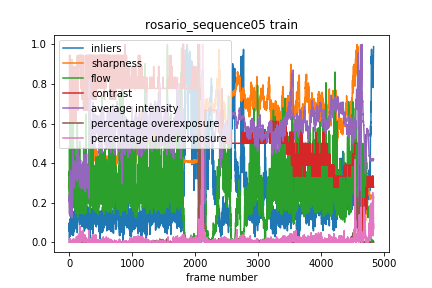 rosario_sequence05 train
1.0
0.8
0.6
0.4
0.2
0.0
inliers
sharpness
flow
contrast
average intensity
percentage overexposure
percentage underexposure
0 1000 2000 3000 4000 5000
frame number